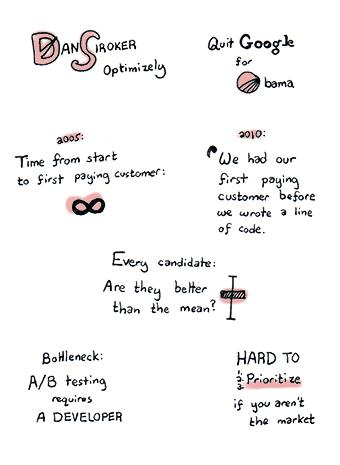 Dan Siroker
Optimizely
Quit Google
for
Obama
2005:
Time from start
to first paying customer:
∞
2010:
We had our
first paying
customer before
we wrote a line
of code.
Every candidate:
Are they better
than the mean?
Bottleneck:
A/B testing
requires
A DEVELOPER
HARD TO
1
2
3
Prioritize
if you aren't
the market